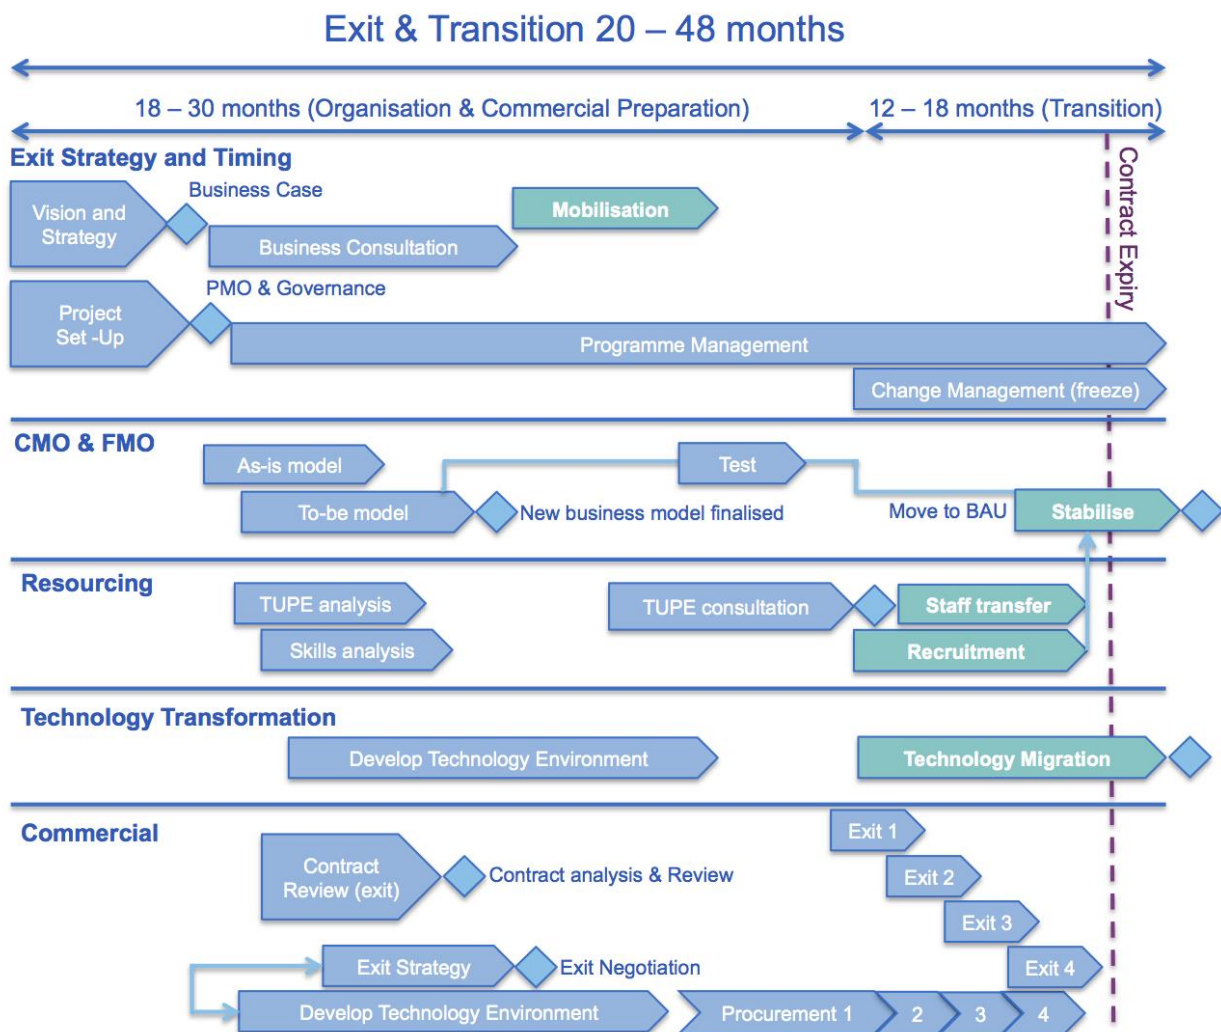 Exit & Transition 20 – 48 months
18 – 30 months (Organisation & Commercial Preparation)
12 – 18 months (Transition)
Exit Strategy and Timing
Contract Expiry
Vision and
Strategy
Business Case
Business Consultation
Mobilisation
Project
Set -Up
PMO & Governance
Programme Management
Change Management (freeze)
CMO & FMO
As-is model
To-be model
New business model finalised
Test
Move to BAU
Stabilise
Resourcing
TUPE analysis
Skills analysis
TUPE consultation
Staff transfer
Recruitment
Technology Transformation
Develop Technology Environment
Technology Migration
Commercial
Contract
Review (exit)
Contract analysis & Review
Exit 1
Exit 2
Exit 3
Exit 4
Exit Strategy
Exit Negotiation
Develop Technology Environment
Procurement 1
2
3
4